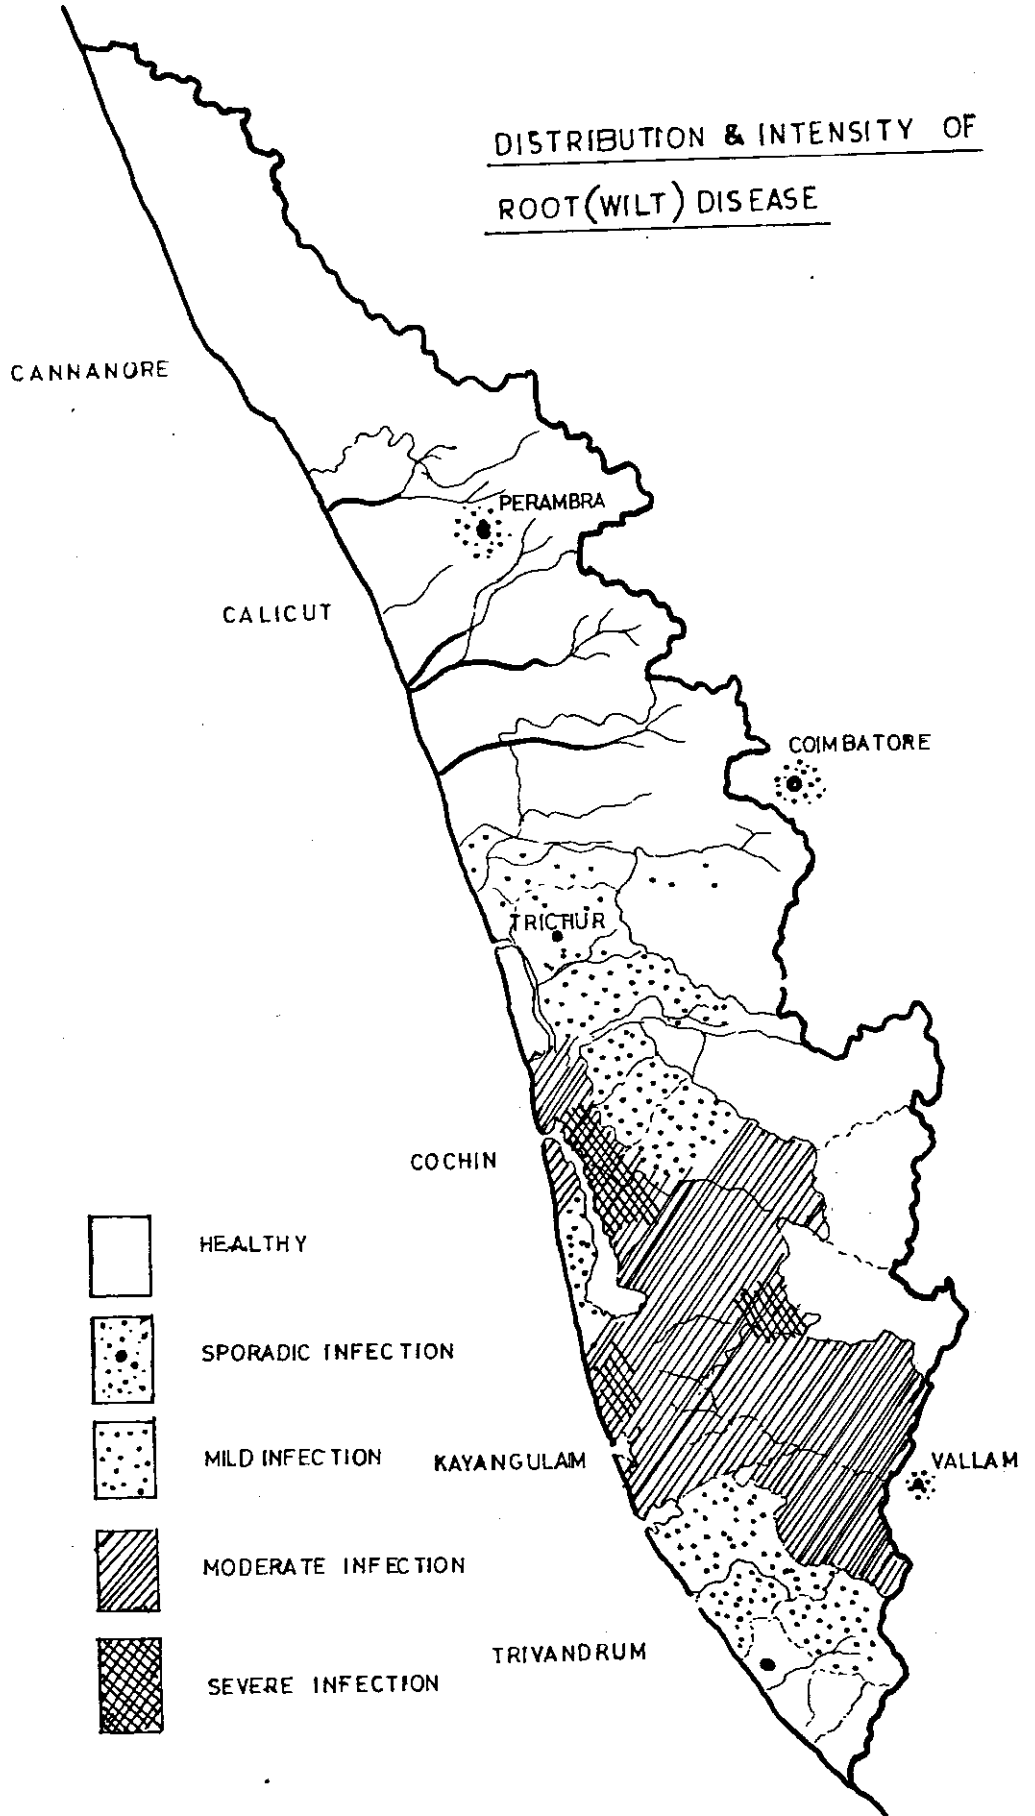 DISTRIBUTION & INTENSITY OF
ROOT (WILT) DISEASE
CANNANORE
PERAMBRA
CALICUT
COIMBATORE
TRICHUR
COCHIN
HEALTHY
SPORADIC INFECTION
MILD INFECTION
KAYANGULAM
VALLAM
MODERATE INFECTION
TRIVANDRUM
SEVERE INFECTION